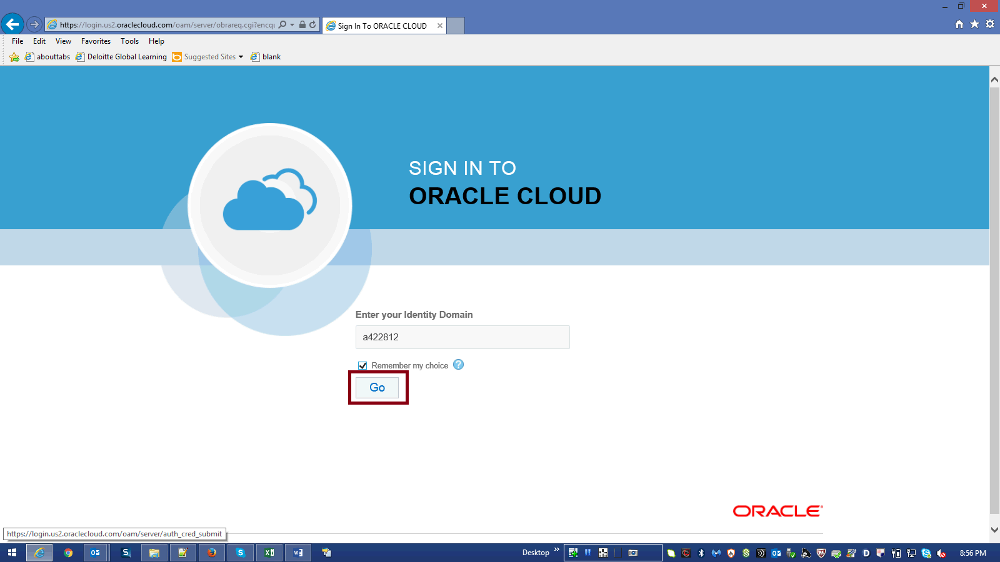 https://login.us2.oraclecloud.com/oam/server/obrareq.cgi?encqu
Sign In To ORACLE CLOUD
File Edit View Favorites Tools Help
abouttabs Deloitte Global Learning Suggested Sites blank
SIGN IN TO
ORACLE CLOUD
Enter your Identity Domain
a422812
Remember my choice ?
Go
ORACLE
https://login.us2.oraclecloud.com/oam/server/auth_cred_submit
Desktop » 8:56 PM